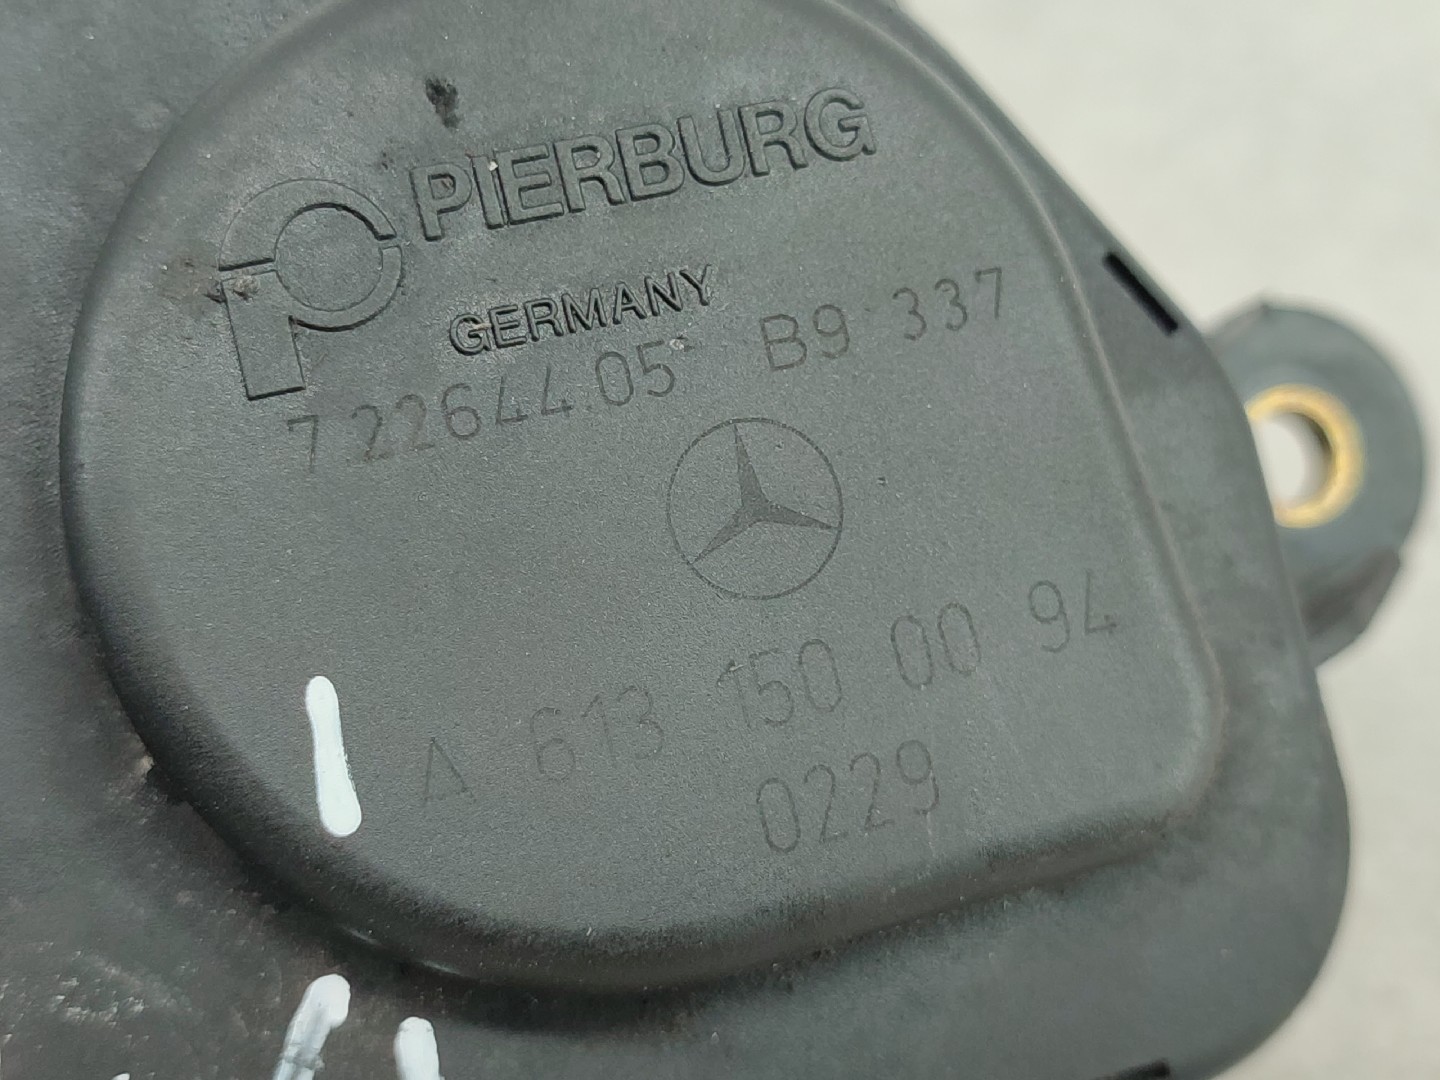 PIERBURG
GERMANY
7.22644.05* B9 337
A 613 150 00 94
0229